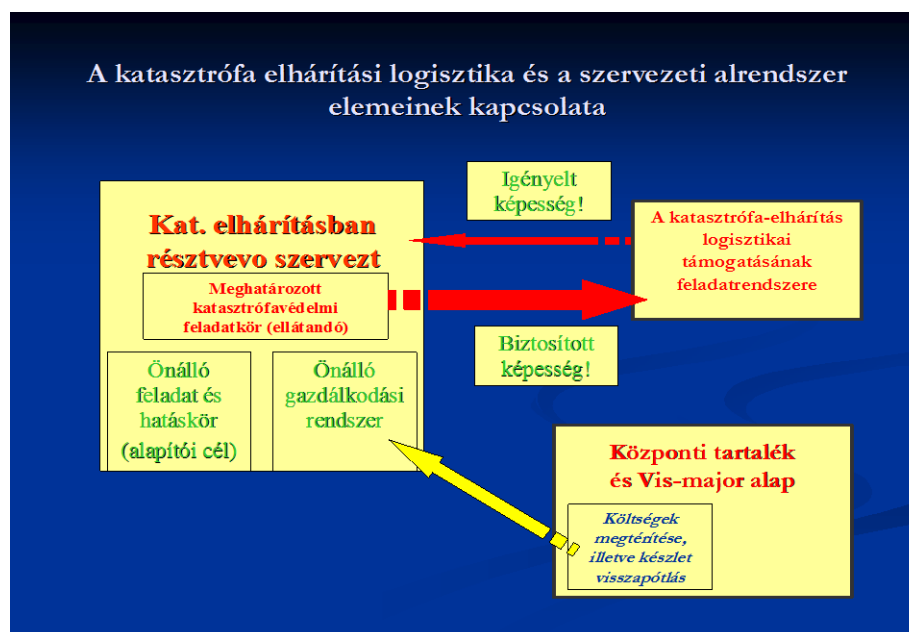 A katasztrófa elhárítási logisztika és a szervezeti alrendszer
elemeinek kapcsolata
Igényelt
képesség!
Kat. elhárításban
résztvevo szervezt
Meghatározott
katasztrófavédelmi
feladatkör (ellátandó)
A katasztrófa-elhárítás
logisztikai
támogatásának
feladatrendszere
Biztosított
képesség!
Önálló
feladat és
hatáskör
(alapítói cél)
Önálló
gazdálkodási
rendszer
Központi tartalék
és Vis-major alap
Költségek
megtérítése,
illetve készlet
visszapótlás